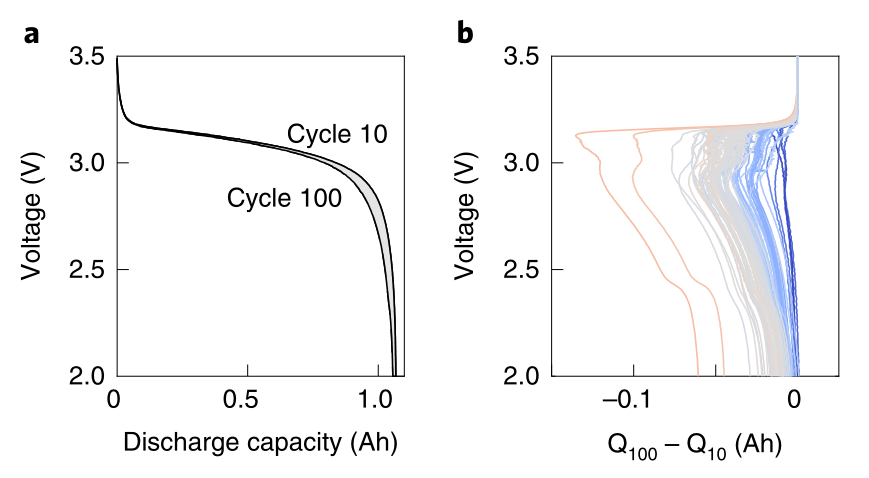 a
3.5
3.0
2.5
2.0
Voltage (V)
Cycle 10
Cycle 100
0
0.5
1.0
Discharge capacity (Ah)
b
3.5
3.0
2.5
2.0
Voltage (V)
–0.1
0
Q100 – Q10 (Ah)